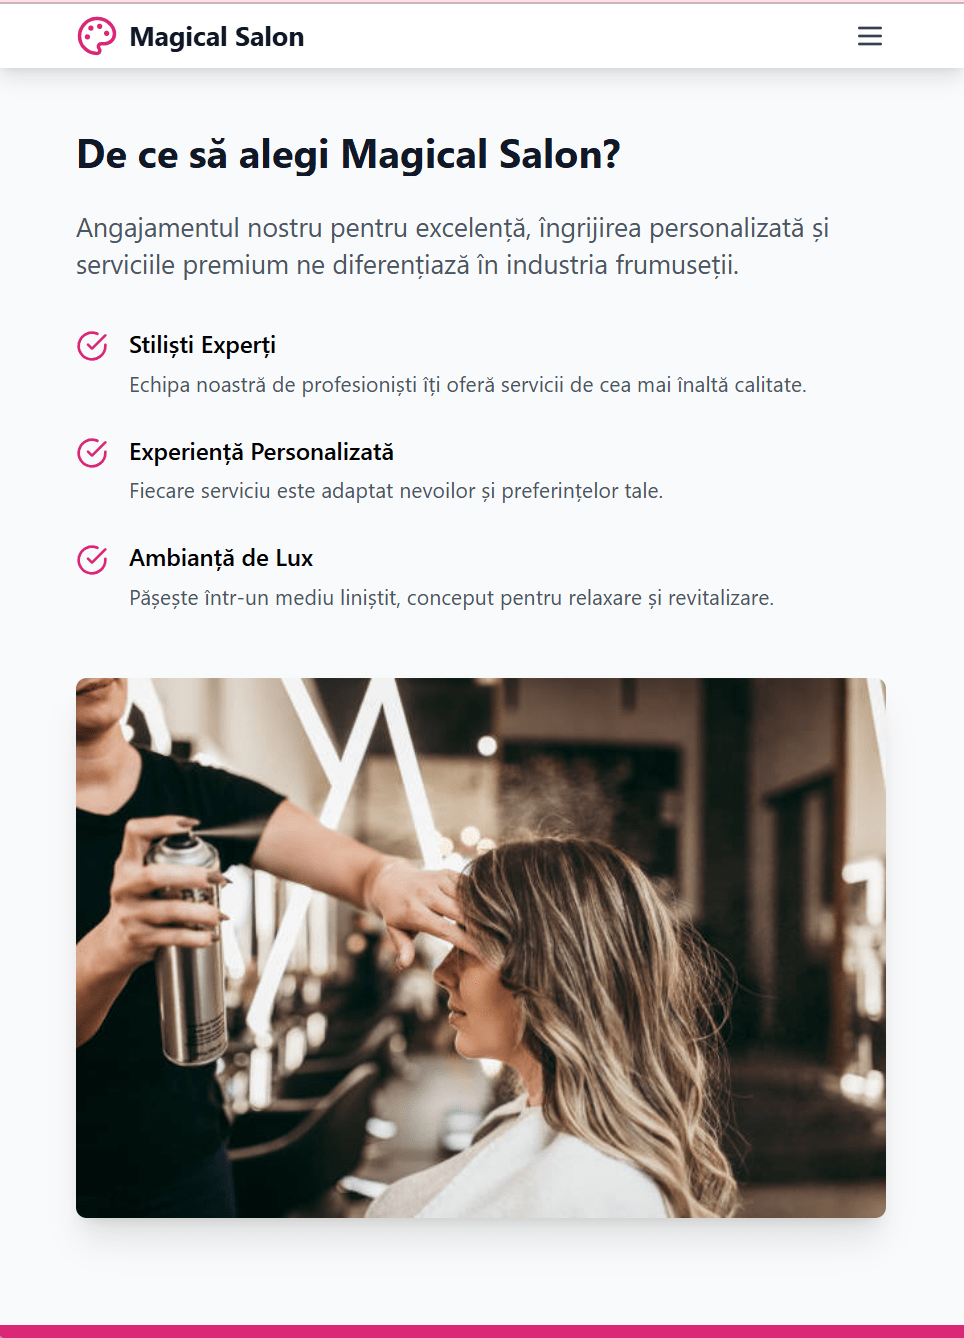 Magical Salon
De ce să alegi Magical Salon?
Angajamentul nostru pentru excelență, îngrijirea personalizată și
serviciile premium ne diferențiază în industria frumuseții.
Stiliști Experți
Echipa noastră de profesioniști îți oferă servicii de cea mai înaltă calitate.
Experiență Personalizată
Fiecare serviciu este adaptat nevoilor și preferințelor tale.
Ambianță de Lux
Pășește într-un mediu liniștit, conceput pentru relaxare și revitalizare.